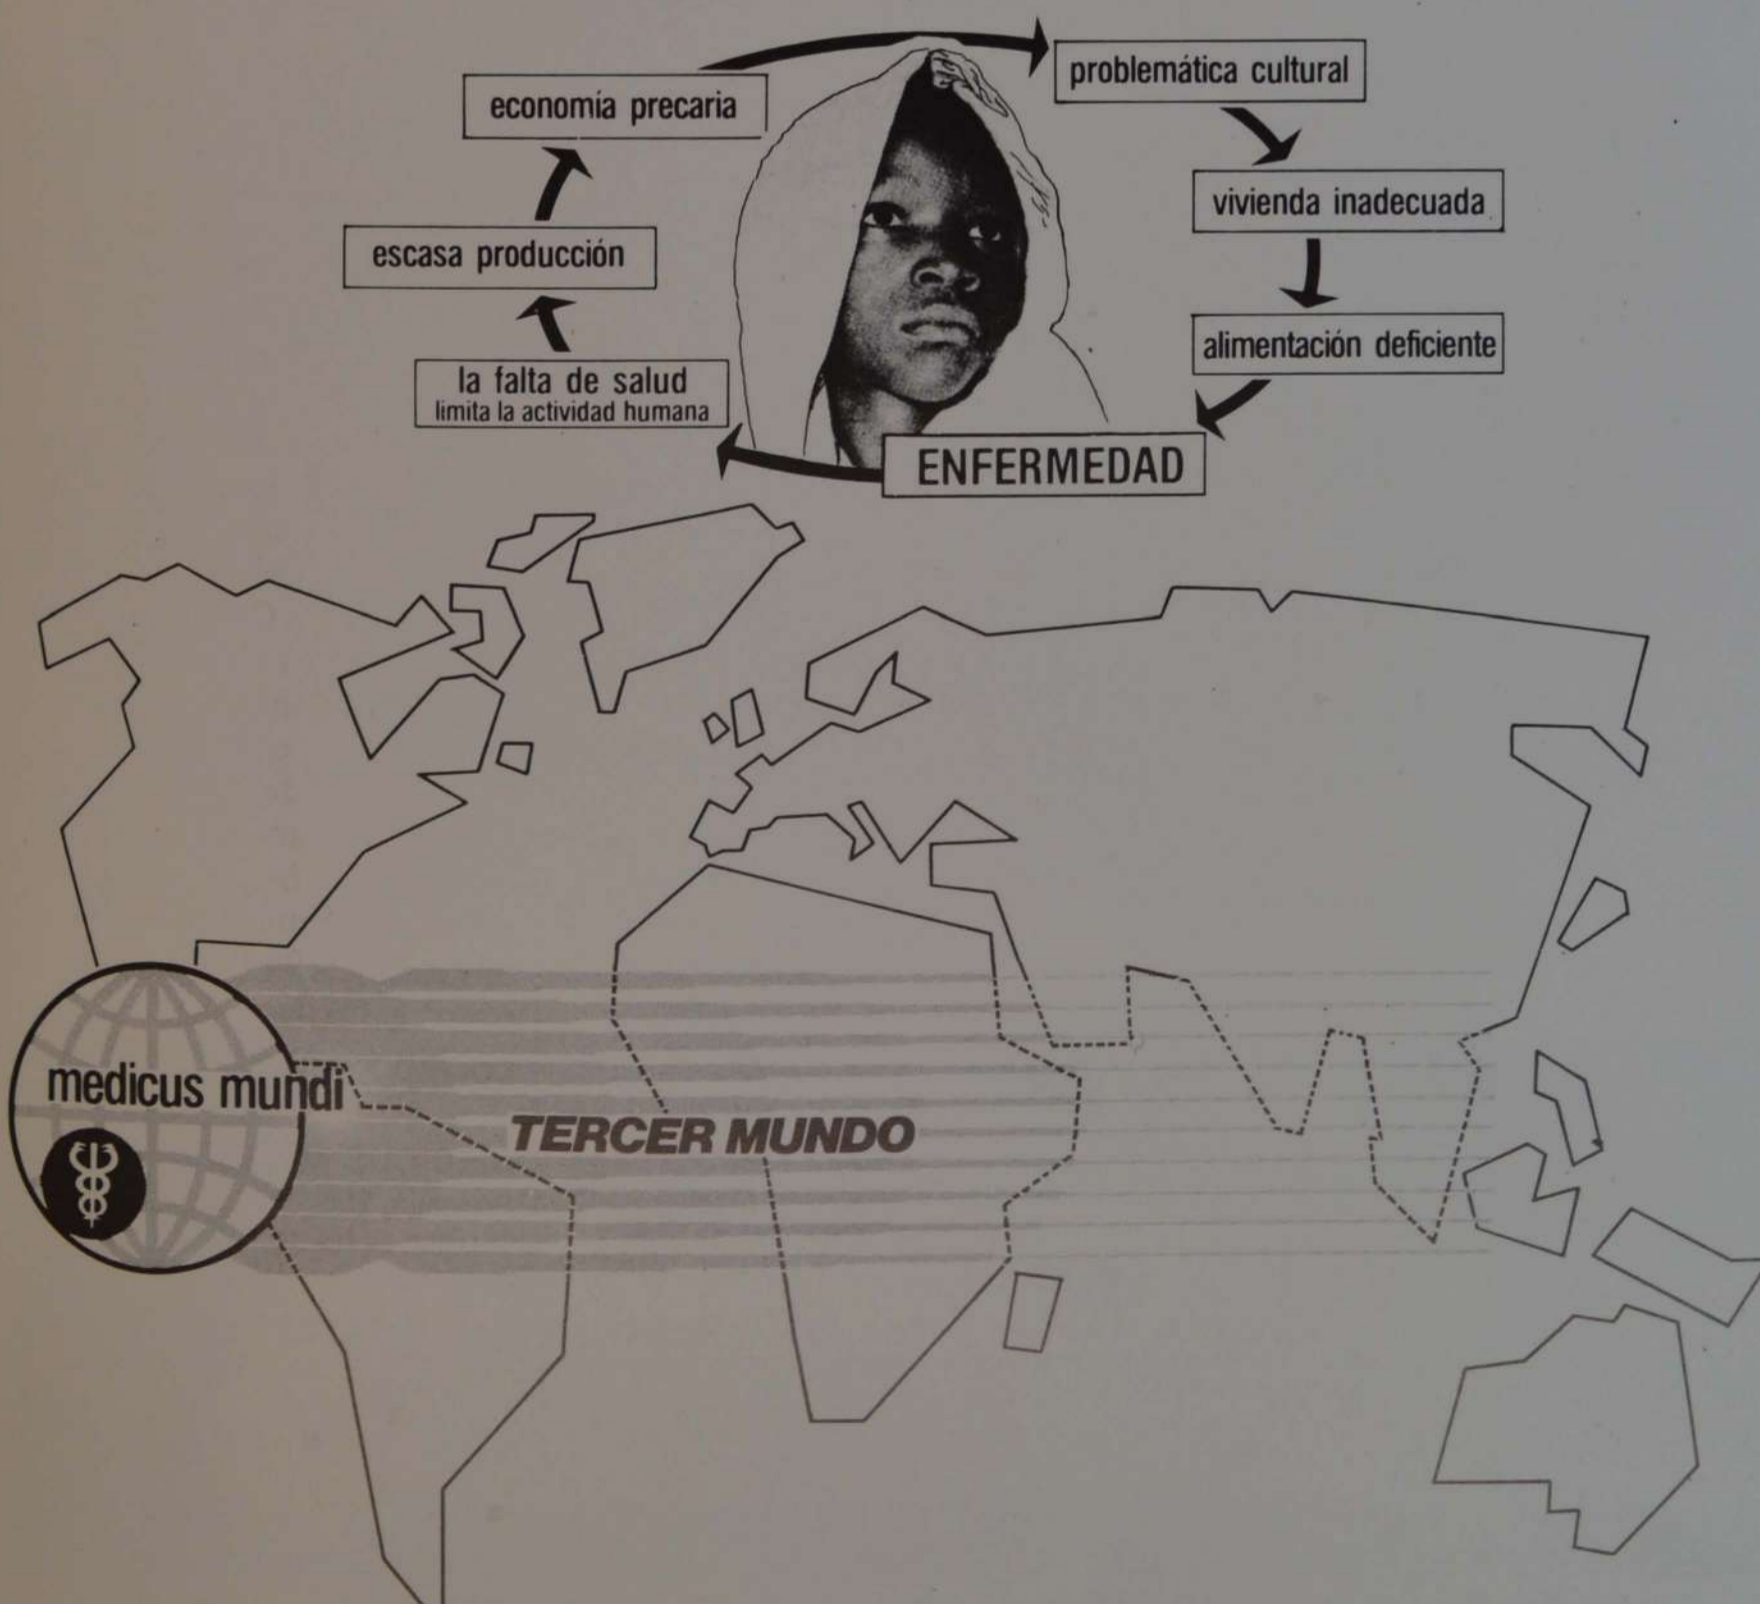 economía precaria
problemática cultural
vivienda inadecuada
alimentación deficiente
ENFERMEDAD
la falta de salud
limita la actividad humana
escasa producción
medicus mundi
TERCER MUNDO